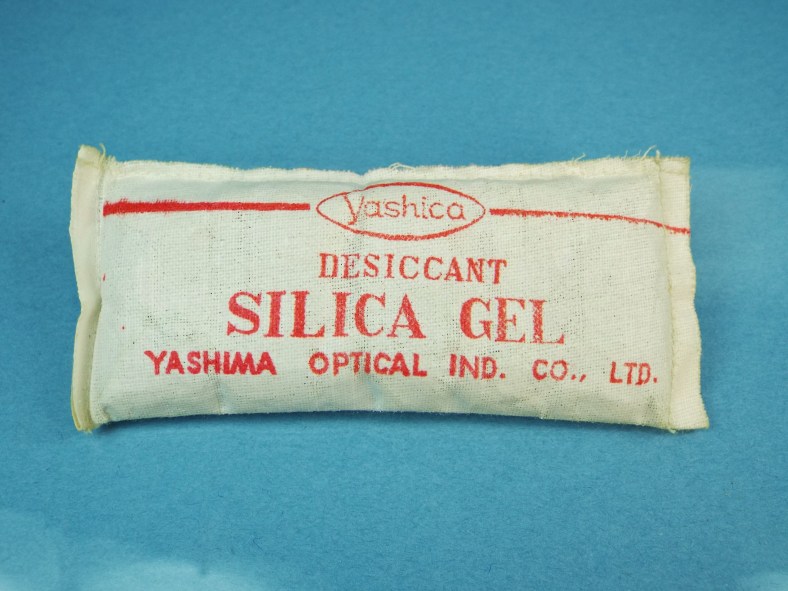 Yashica
DESICCANT
SILICA GEL
YASHIMA OPTICAL IND. CO., LTD.